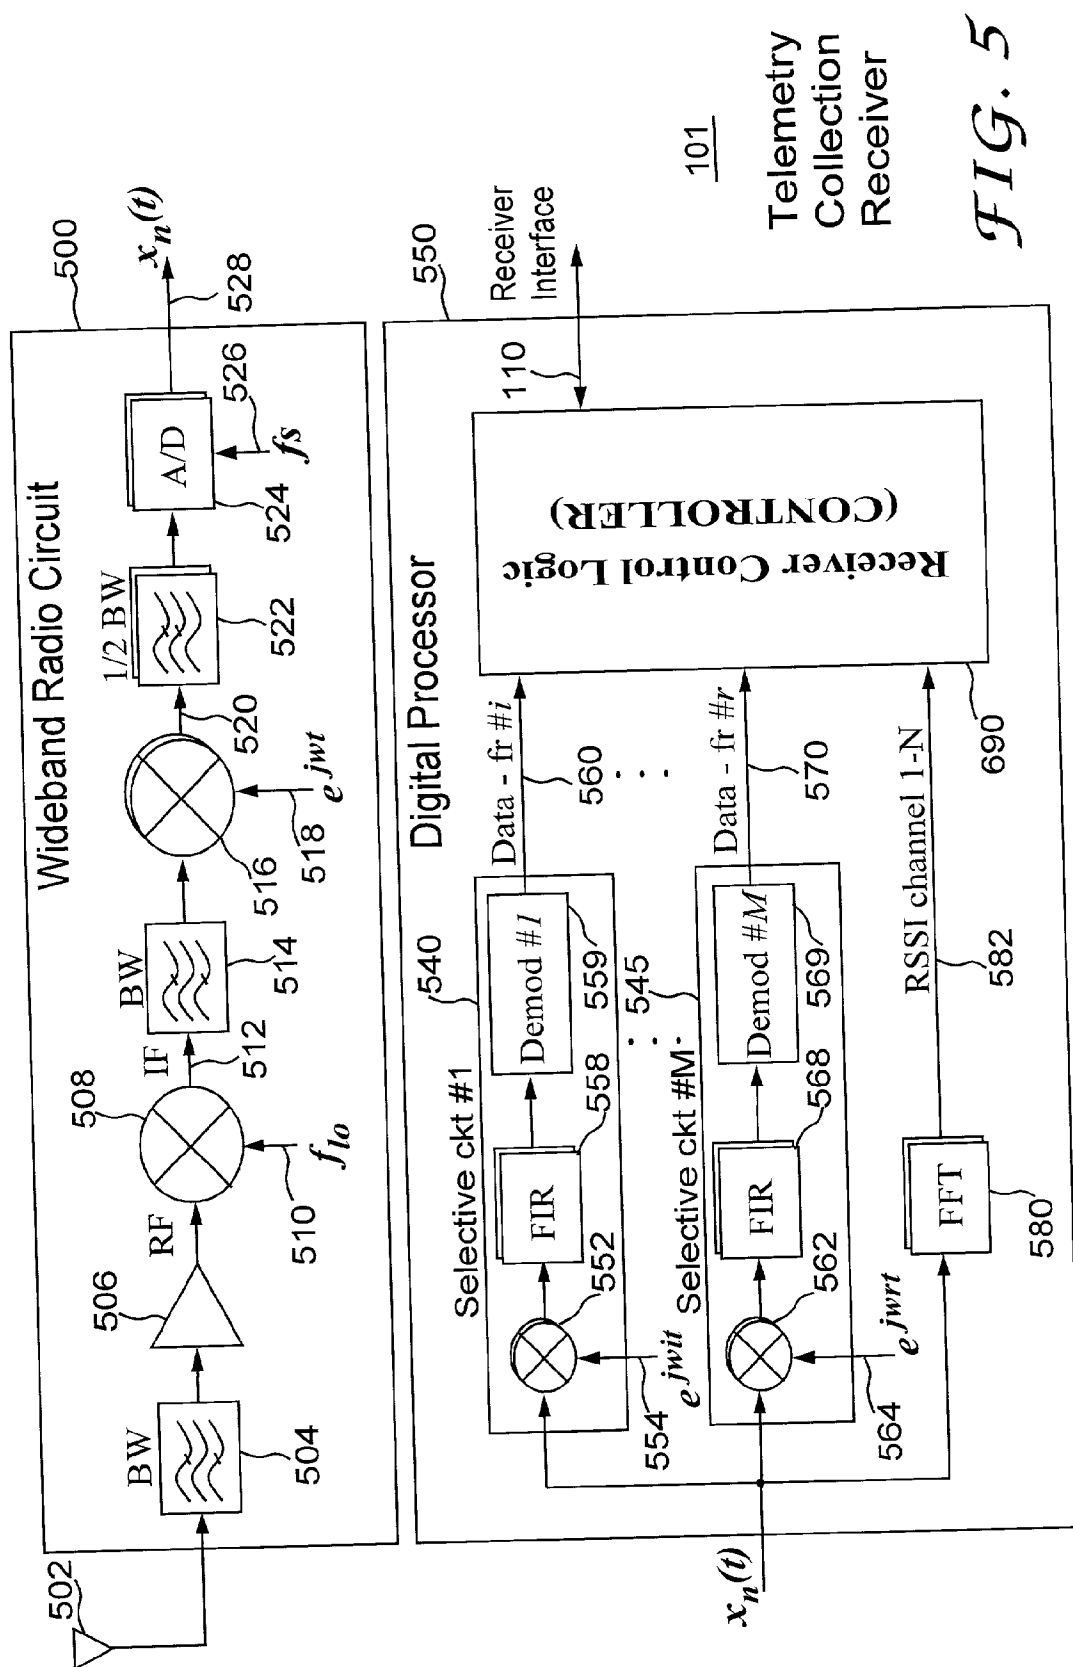 Wideband Radio Circuit
500
502
BW
504
506
RF
508
f_lo
510
IF
512
BW
514
516
e^jwt
518
520
1/2 BW
522
A/D
524
fs
526
528
x_n(t)
Digital Processor
550
x_n(t)
Selective ckt #1
540
552
e^jwit
554
FIR
558
Demod #1
559
Data - fr #i
560
Selective ckt #M
545
562
e^jwrt
564
FIR
568
Demod #M
569
Data - fr #r
570
FFT
580
RSSI channel 1-N
582
Receiver Control Logic
(CONTROLLER)
690
110
Receiver
Interface
101
Telemetry
Collection
Receiver
FIG. 5